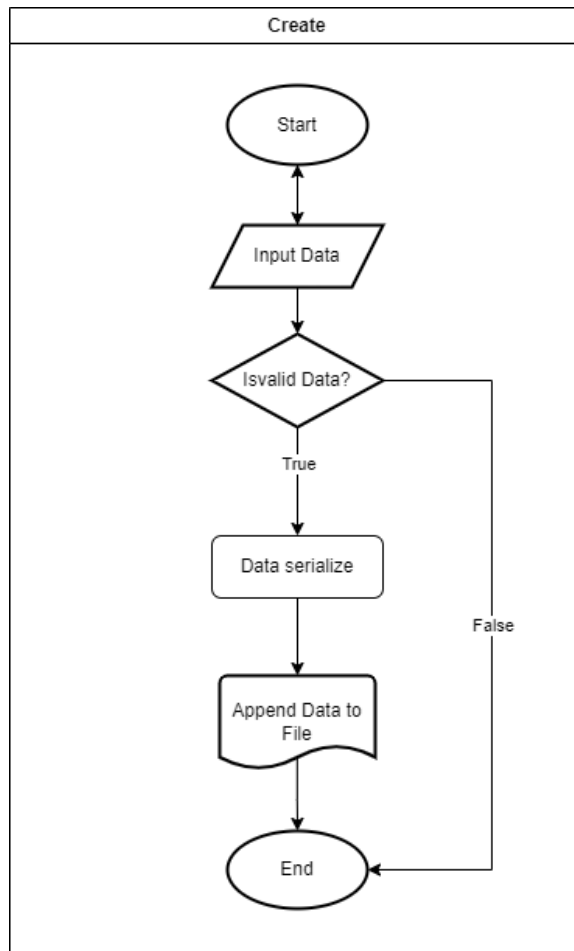 Create
Start
Input Data
Isvalid Data?
True
Data serialize
False
Append Data to
File
End